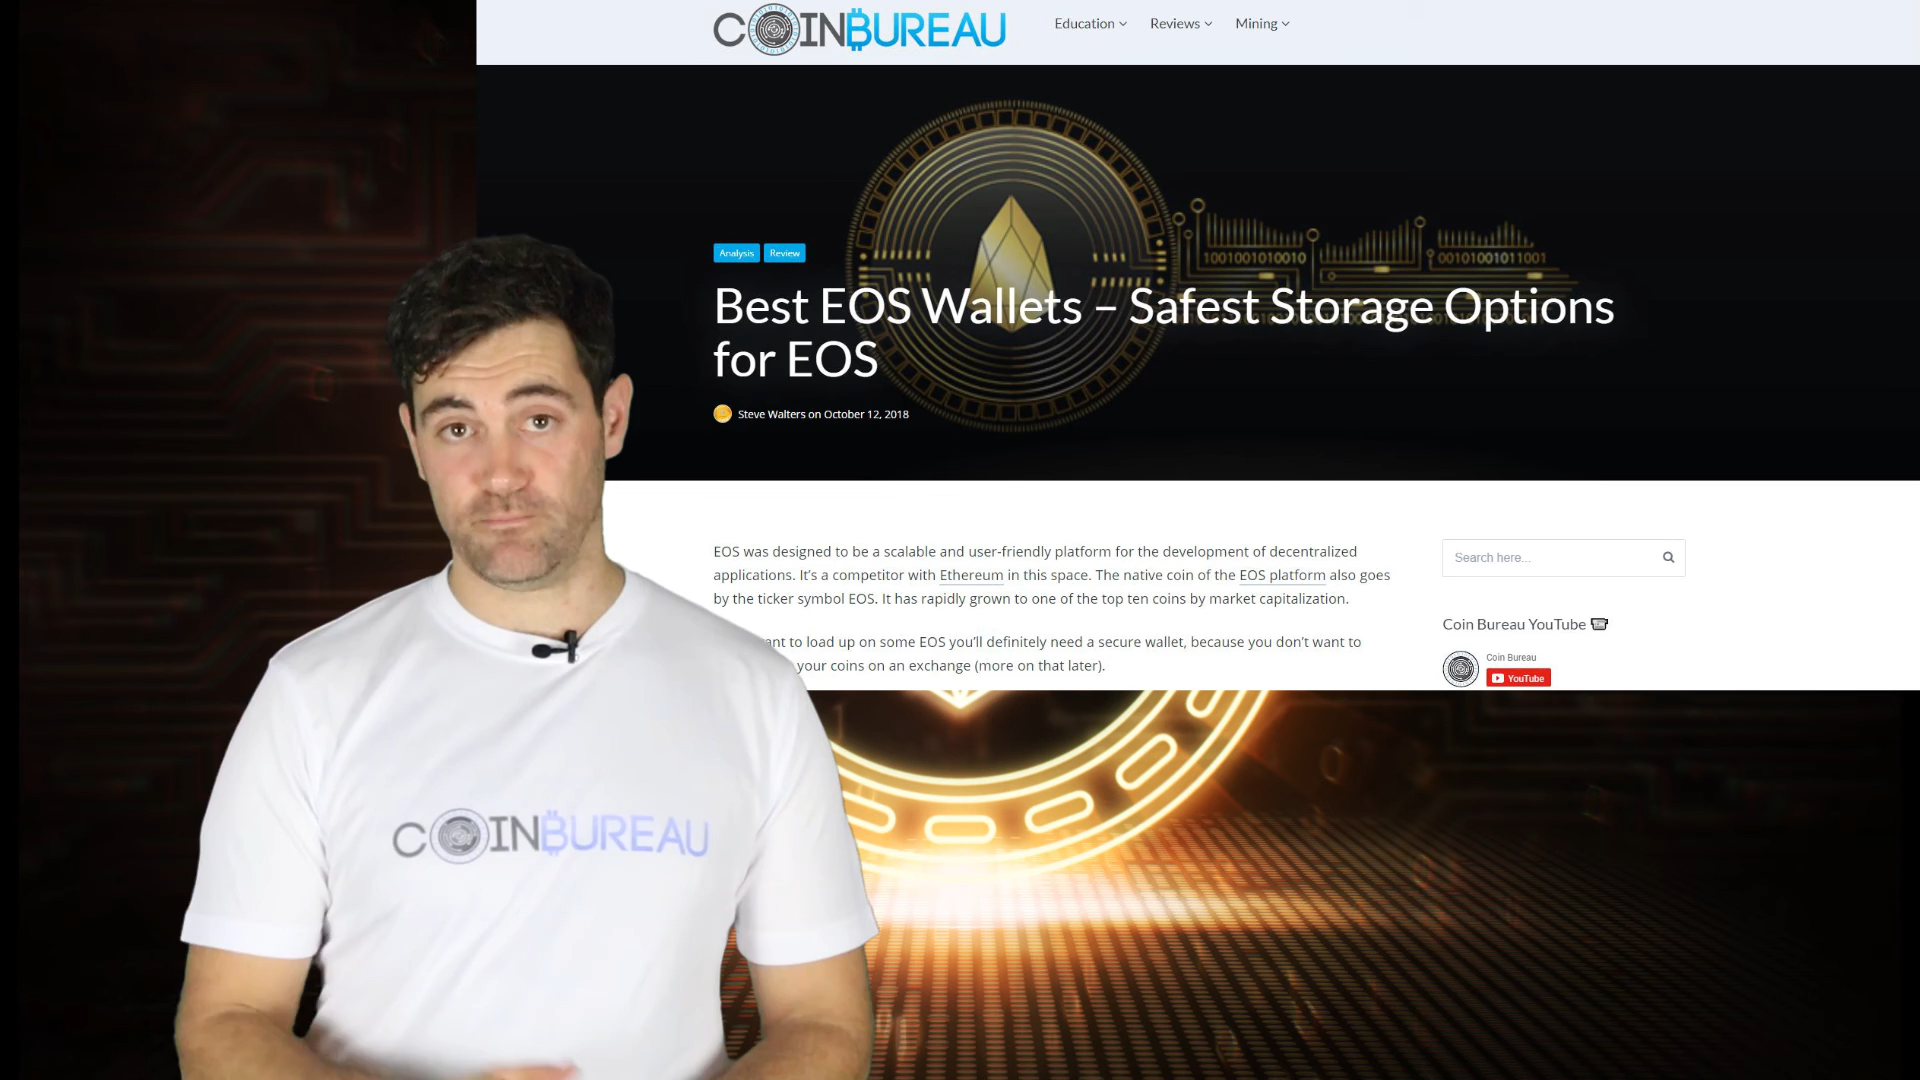 COINBUREAU
Education
Reviews
Mining
1001001010010
00101001011001
Analysis
Review
Best EOS Wallets – Safest Storage Options
for EOS
Steve Walters on October 12, 2018
EOS was designed to be a scalable and user-friendly platform for the development of decentralized
applications. It’s a competitor with Ethereum in this space. The native coin of the EOS platform also goes
by the ticker symbol EOS. It has rapidly grown to one of the top ten coins by market capitalization.
to load up on some EOS you’ll definitely need a secure wallet, because you don’t want to
your coins on an exchange (more on that later).
Search here...
Coin Bureau YouTube
Coin Bureau
YouTube
COINBUREAU